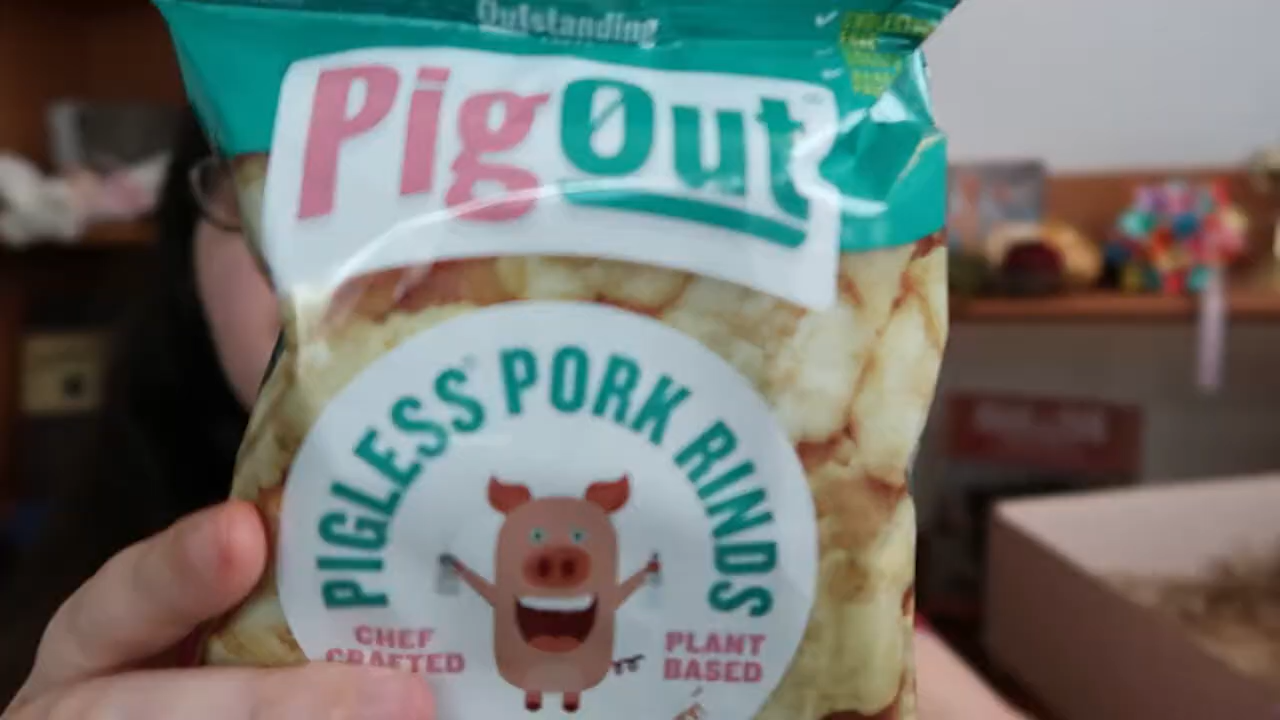 Outstanding
PigOut
PIGLESS PORK RINDS
CHEF
CRAFTED
PLANT
BASED